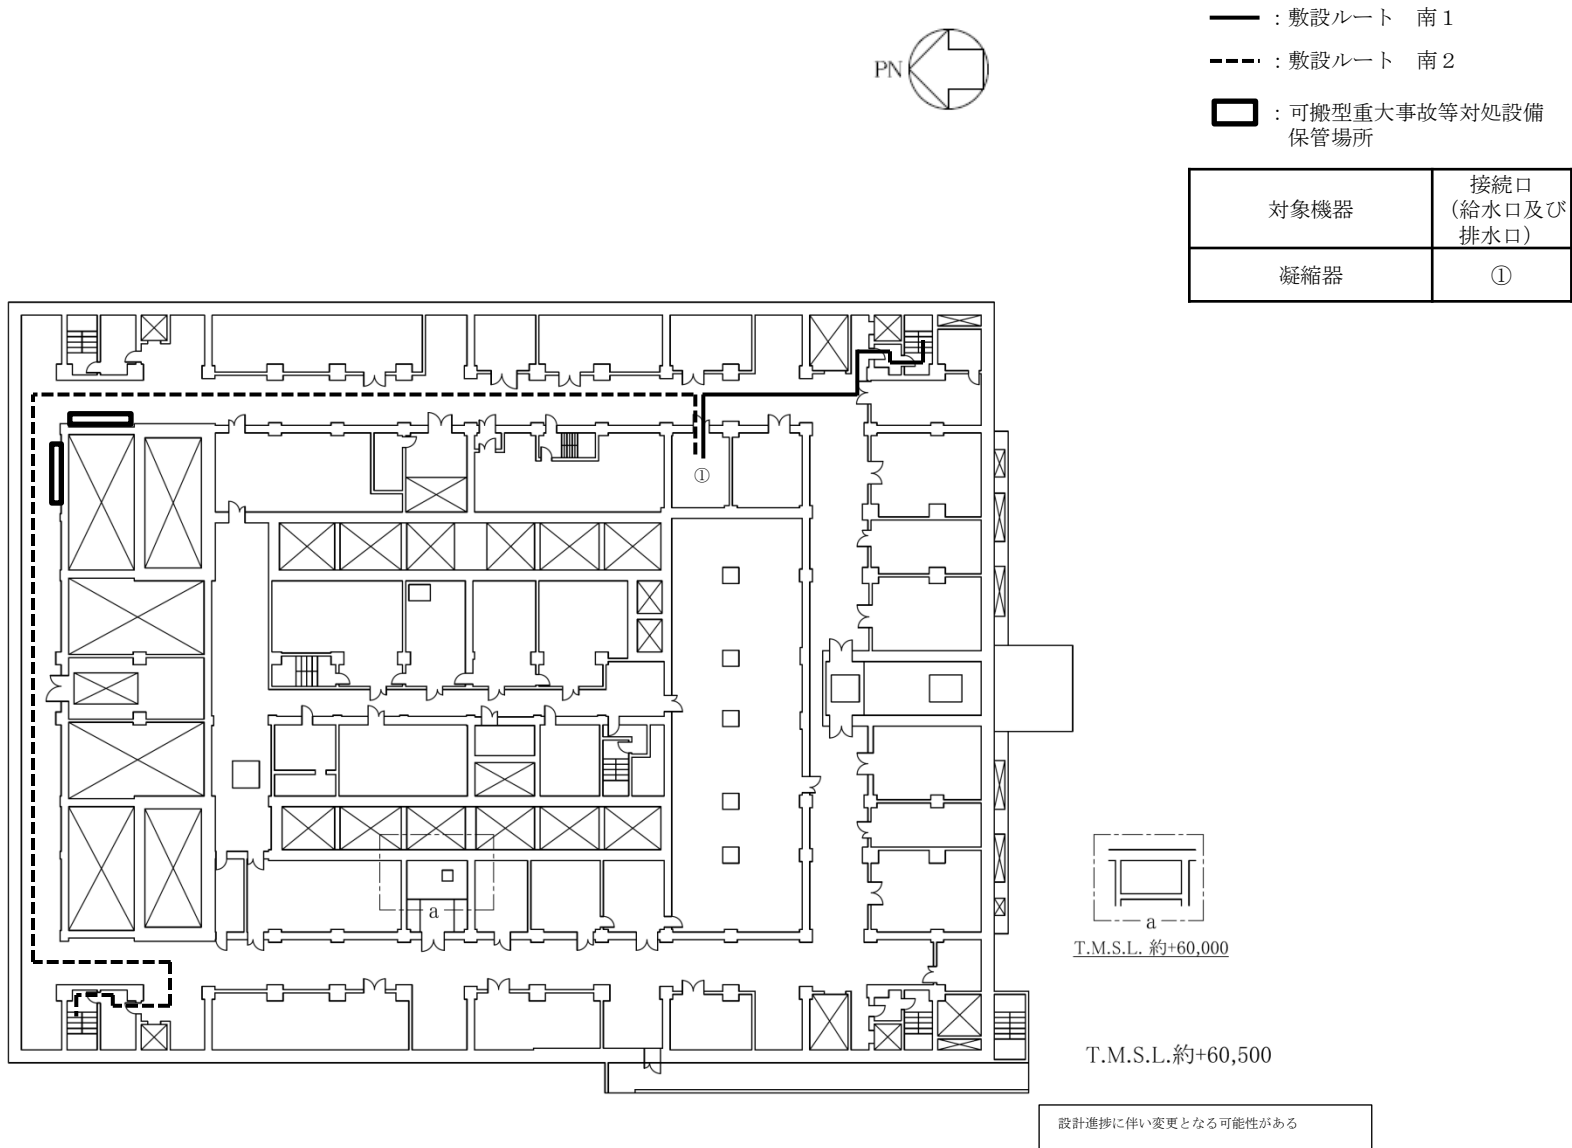 ：敷設ルート　南１
：敷設ルート　南２
：可搬型重大事故等対処設備
保管場所
PN
対象機器
接続口
（給水口及び
排水口）
凝縮器
①
①
a
a
T.M.S.L. 約+60,000
T.M.S.L.約+60,500
設計進捗に伴い変更となる可能性がある